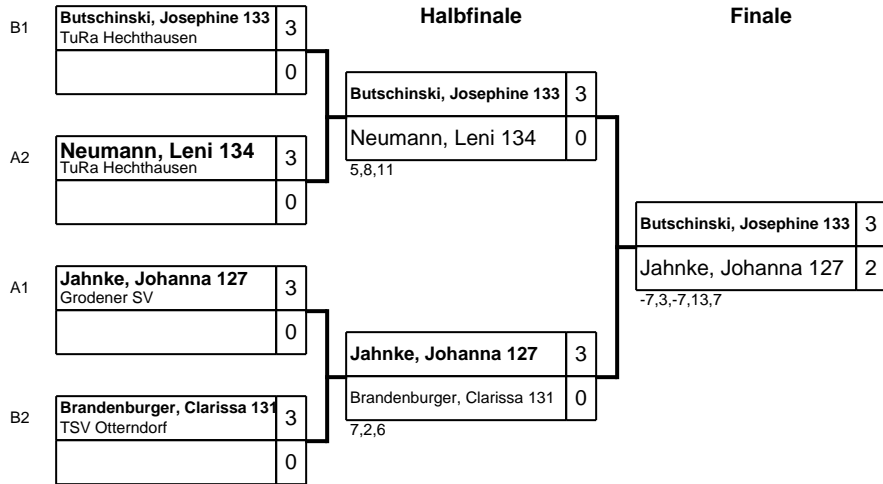 Halbfinale
Finale
B1
Butschinski, Josephine 133 3
TuRa Hechthausen
0
A2
Neumann, Leni 134 3
TuRa Hechthausen
0
A1
Jahnke, Johanna 127 3
Grodener SV
0
B2
Brandenburger, Clarissa 131 3
TSV Otterndorf
0
Butschinski, Josephine 133 3
Neumann, Leni 134 0
5,8,11
Jahnke, Johanna 127 3
Brandenburger, Clarissa 131 0
7,2,6
Butschinski, Josephine 133 3
Jahnke, Johanna 127 2
-7,3,-7,13,7